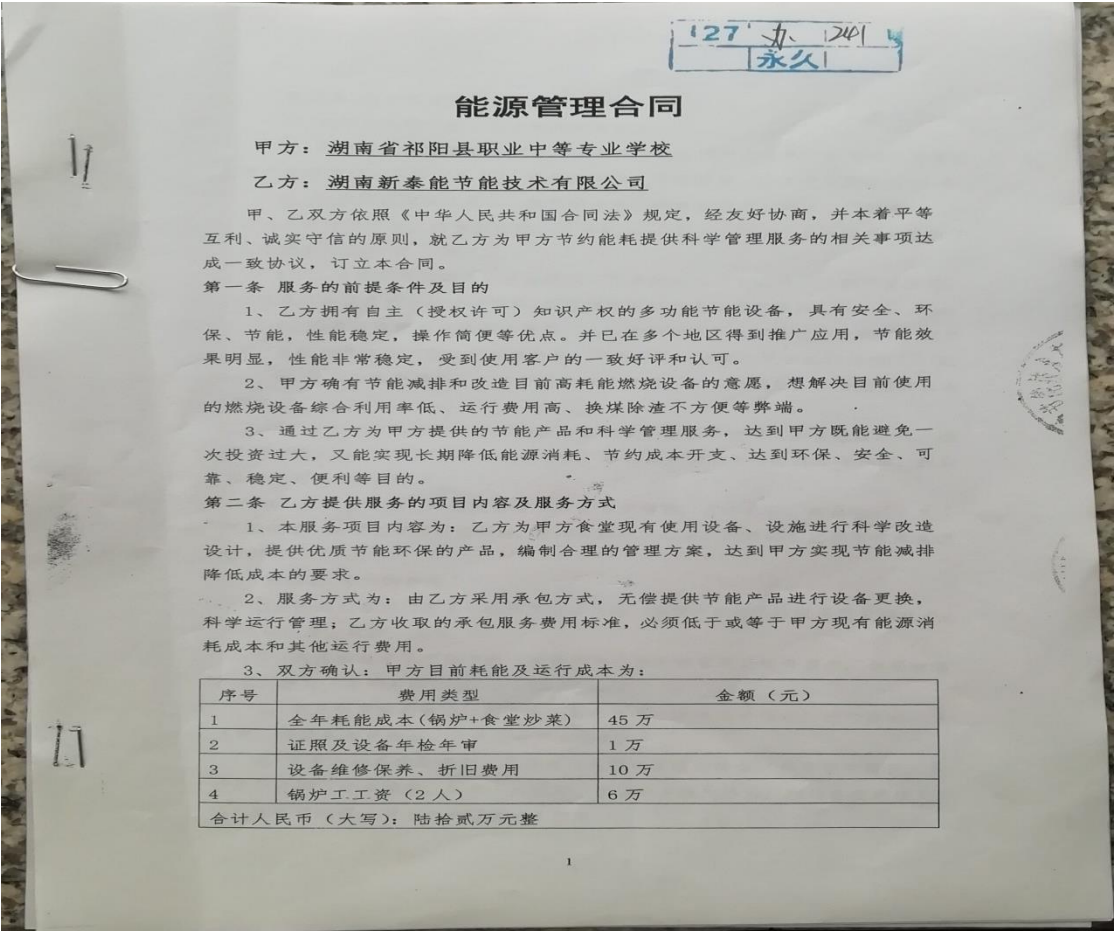 127 办 241
永久
能源管理合同
甲方：湖南省祁阳县职业中等专业学校
乙方：湖南新泰能节能技术有限公司
甲、乙双方依照《中华人民共和国合同法》规定，经友好协商，并本着平等
互利、诚实守信的原则，就乙方为甲方节约能耗提供科学管理服务的相关事项达
成一致协议，订立本合同。
第一条 服务的前提条件及目的
1、乙方拥有自主（授权许可）知识产权的多功能节能设备，具有安全、环
保、节能，性能稳定，操作简便等优点。并已在多个地区得到推广应用，节能效
果明显，性能非常稳定，受到使用客户的一致好评和认可。
2、甲方确有节能减排和改造目前高耗能燃烧设备的意愿，想解决目前使用
的燃烧设备综合利用率低、运行费用高、换煤除渣不方便等弊端。
3、通过乙方为甲方提供的节能产品和科学管理服务，达到甲方既能避免一
次投资过大，又能实现长期降低能源消耗、节约成本开支、达到环保、安全、可
靠、稳定、便利等目的。
第二条 乙方提供服务的项目内容及服务方式
1、本服务项目内容为：乙方为甲方食堂现有使用设备、设施进行科学改造
设计，提供优质节能环保的产品，编制合理的管理方案，达到甲方实现节能减排
降低成本的要求。
2、服务方式为：由乙方采用承包方式，无偿提供节能产品进行设备更换，
科学运行管理；乙方收取的承包服务费用标准，必须低于或等于甲方现有能源消
耗成本和其他运行费用。
3、双方确认：甲方目前耗能及运行成本为：
序号 费用类型 金额（元）
1 全年耗能成本(锅炉+食堂炒菜) 45 万
2 证照及设备年检年审 1 万
3 设备维修保养、折旧费用 10 万
4 锅炉工工资（2 人） 6 万
合计人民币（大写）：陆拾贰万元整
1